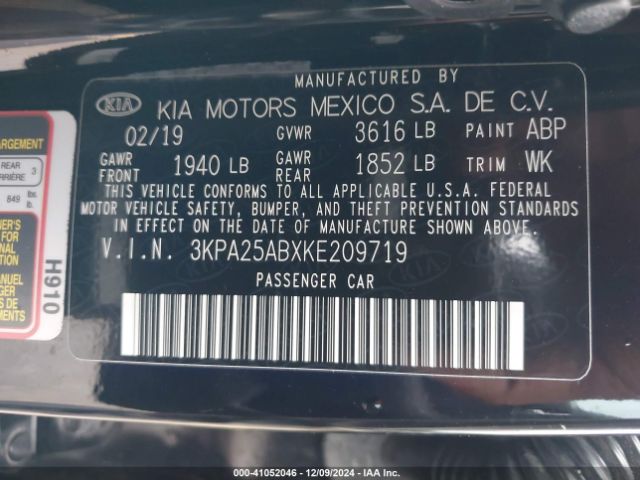 MANUFACTURED BY
KIA KIA MOTORS MEXICO S.A. DE C.V.
02/19 GVWR 3616 LB PAINT ABP
GAWR FRONT 1940 LB GAWR REAR 1852 LB TRIM WK
THIS VEHICLE CONFORMS TO ALL APPLICABLE U.S.A. FEDERAL
MOTOR VEHICLE SAFETY, BUMPER, AND THEFT PREVENTION STANDARDS
IN EFFECT ON THE DATE OF MANUFACTURE SHOWN ABOVE.
V.I.N. 3KPA25ABXKE209719
PASSENGER CAR
REAR 3
849 lbs.
lb.
H910
000-41052046 - 12/09/2024 - IAA Inc.